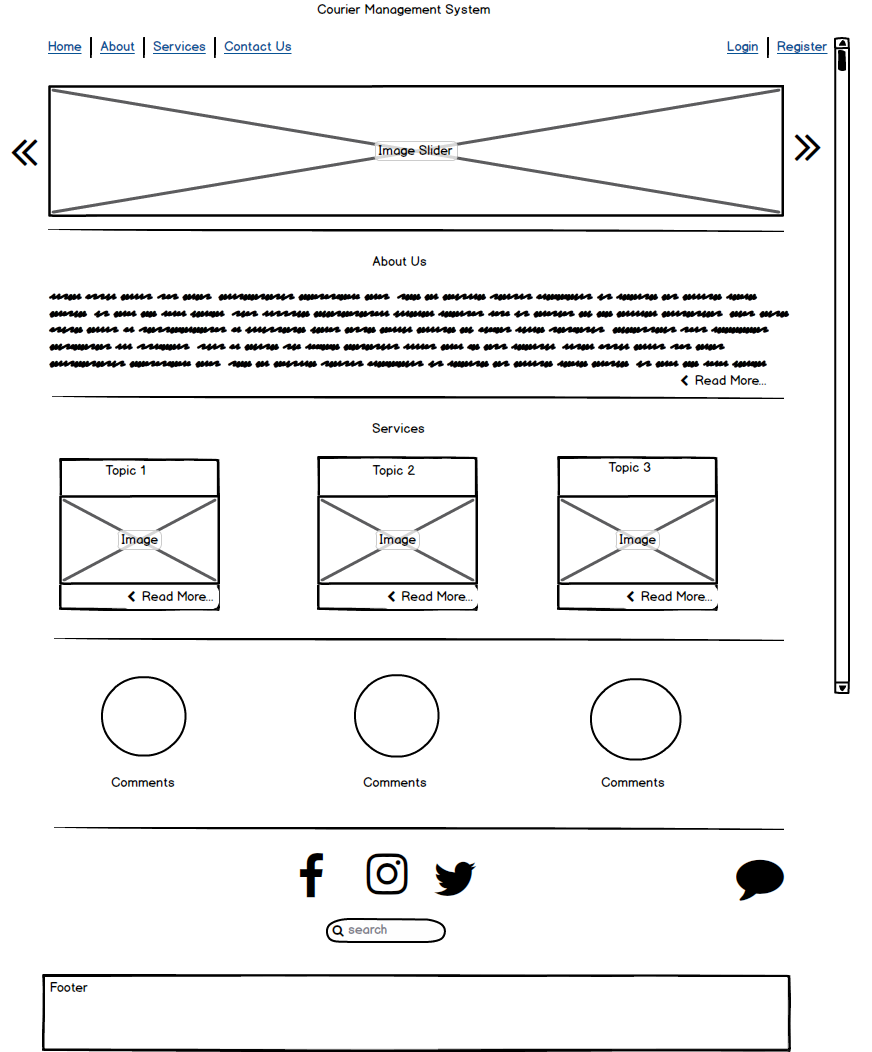 Courier Management System
Home About Services Contact Us Login Register
Image Slider
About Us
Read More...
Services
Topic 1 Topic 2 Topic 3
Image Image Image
Read More... Read More... Read More...
Comments Comments Comments
search
Footer